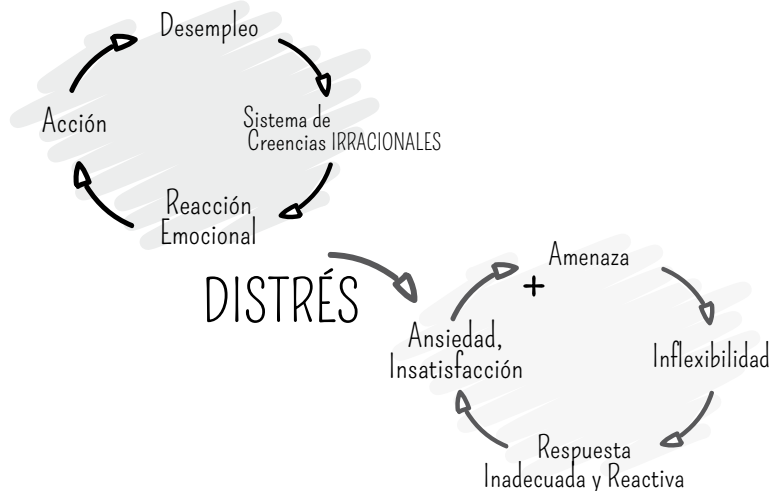 Desempleo
Acción
Sistema de
Creencias IRRACIONALES
Reacción
Emocional
DISTRÉS
+
Amenaza
Ansiedad,
Insatisfacción
Inflexibilidad
Respuesta
Inadecuada y Reactiva